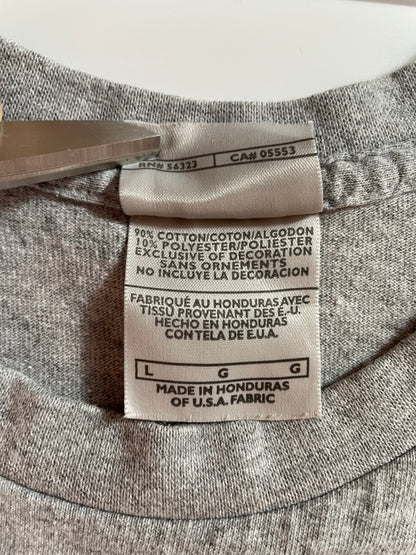 RN# 56323 CA# 05553
90% COTTON/COTON/ALGODON
10% POLYESTER/POLIESTER
EXCLUSIVE OF DECORATION
SANS ORNEMENTS
NO INCLUYE LA DECORACION
FABRIQUÉ AU HONDURAS AVEC
TISSU PROVENANT DES É.-U.
HECHO EN HONDURAS
CON TELA DE E.U.A.
L G G
MADE IN HONDURAS
OF U.S.A. FABRIC